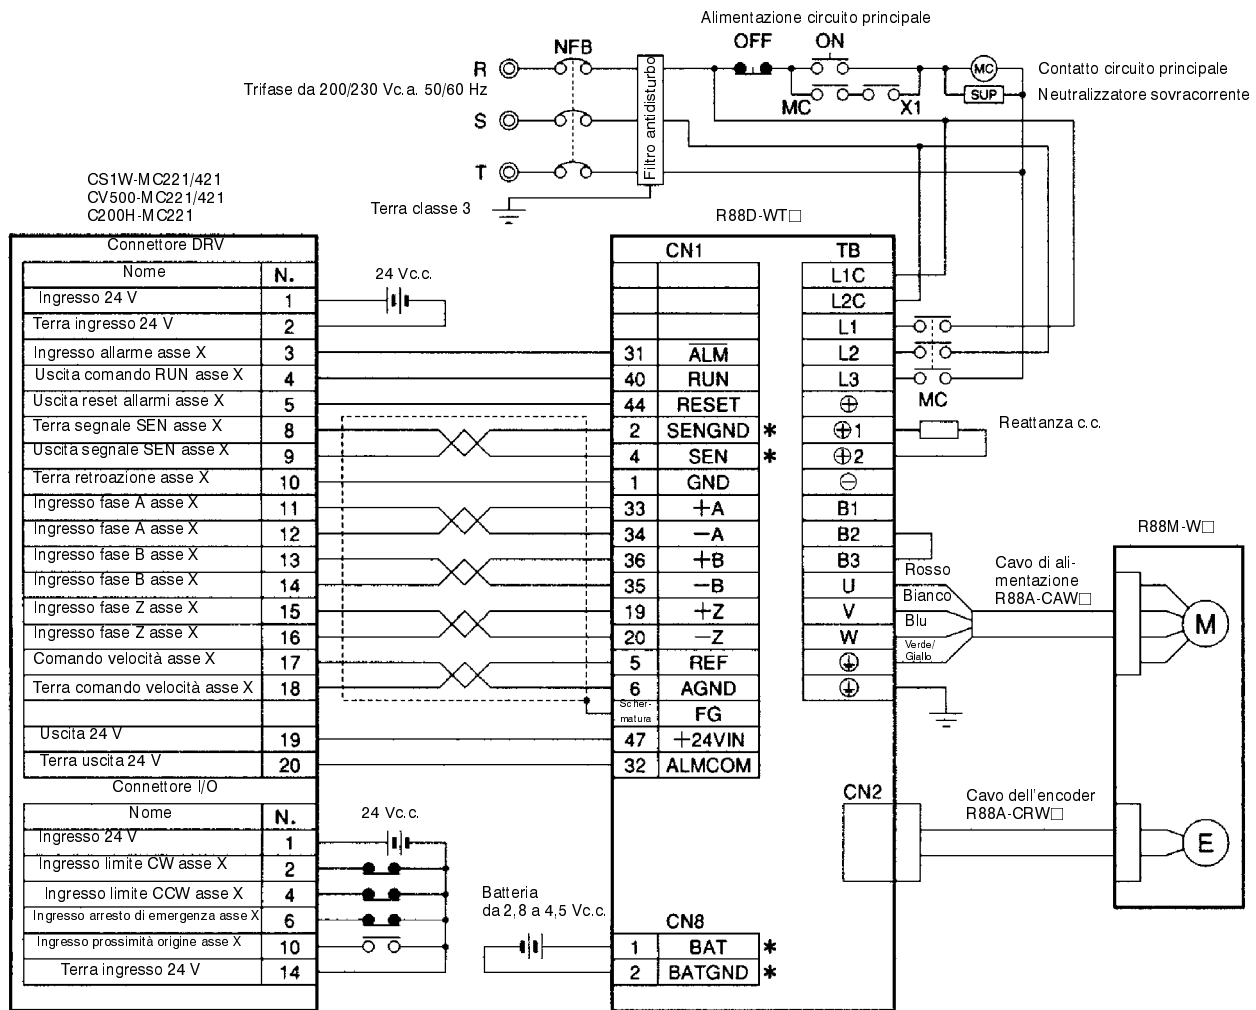 Alimentazione circuito principale
NFB
OFF
ON
R
MC
Contatto circuito principale
Trifase da 200/230 Vc.a. 50/60 Hz
SUP
Neutralizzatore sovracorrente
MC
X1
S
Filtro antidisturbo
T
CS1W-MC221/421
CV500-MC221/421
C200H-MC221
Terra classe 3
R88D-WT□
Connettore DRV
Nome N.
Ingresso 24 V 1
Terra ingresso 24 V 2
Ingresso allarme asse X 3
Uscita comando RUN asse X 4
Uscita reset allarmi asse X 5
Terra segnale SEN asse X 8
Uscita segnale SEN asse X 9
Terra retroazione asse X 10
Ingresso fase A asse X 11
Ingresso fase A asse X 12
Ingresso fase B asse X 13
Ingresso fase B asse X 14
Ingresso fase Z asse X 15
Ingresso fase Z asse X 16
Comando velocità asse X 17
Terra comando velocità asse X 18
Uscita 24 V 19
Terra uscita 24 V 20
24 Vc.c.
Connettore I/O
Nome N.
Ingresso 24 V 1
Ingresso limite CW asse X 2
Ingresso limite CCW asse X 4
Ingresso arresto di emergenza asse X 6
Ingresso prossimità origine asse X 10
Terra ingresso 24 V 14
24 Vc.c.
Batteria
da 2,8 a 4,5 Vc.c.
CN1
31 ALM
40 RUN
44 RESET
2 SENGND *
4 SEN *
1 GND
33 +A
34 −A
36 +B
35 −B
19 +Z
20 −Z
5 REF
6 AGND
Scher-
matura FG
47 +24VIN
32 ALMCOM
CN8
1 BAT *
2 BATGND *
TB
L1C
L2C
L1
L2
L3
⊕
⊕1
⊕2
⊖
B1
B2
B3
U
V
W
MC
Reattanza c.c.
Rosso
Bianco
Blu
Verde/
Giallo
Cavo di ali-
mentazione
R88A-CAW□
R88M-W□
M
CN2
Cavo dell'encoder
R88A-CRW□
E